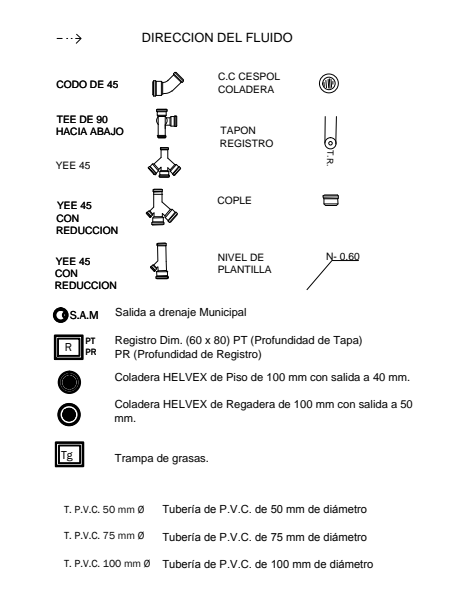 DIRECCION DEL FLUIDO
CODO DE 45
C.C CESPOL
COLADERA
TEE DE 90
HACIA ABAJO
TAPON
REGISTRO
T.R.
YEE 45
YEE 45
CON
REDUCCION
COPLE
YEE 45
CON
REDUCCION
NIVEL DE
PLANTILLA
N- 0.60
S.A.M
Salida a drenaje Municipal
R
PT
PR
Registro Dim. (60 x 80) PT (Profundidad de Tapa)
PR (Profundidad de Registro)
Coladera HELVEX de Piso de 100 mm con salida a 40 mm.
Coladera HELVEX de Regadera de 100 mm con salida a 50
mm.
Tg
Trampa de grasas.
T. P.V.C. 50 mm Ø Tubería de P.V.C. de 50 mm de diámetro
T. P.V.C. 75 mm Ø Tubería de P.V.C. de 75 mm de diámetro
T. P.V.C. 100 mm Ø Tubería de P.V.C. de 100 mm de diámetro